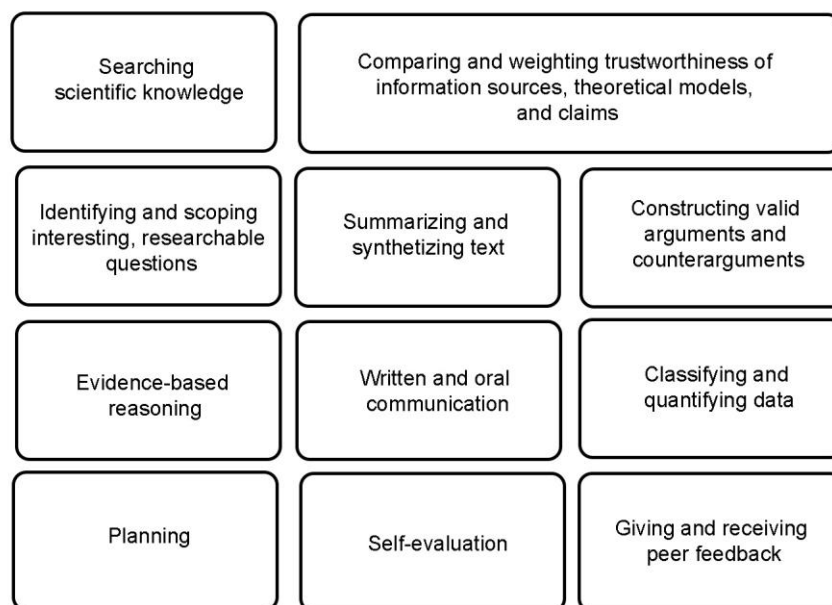 Searching
scientific knowledge
Comparing and weighting trustworthiness of
information sources, theoretical models,
and claims
Identifying and scoping
interesting, researchable
questions
Summarizing and
synthetizing text
Constructing valid
arguments and
counterarguments
Evidence-based
reasoning
Written and oral
communication
Classifying and
quantifying data
Planning
Self-evaluation
Giving and receiving
peer feedback